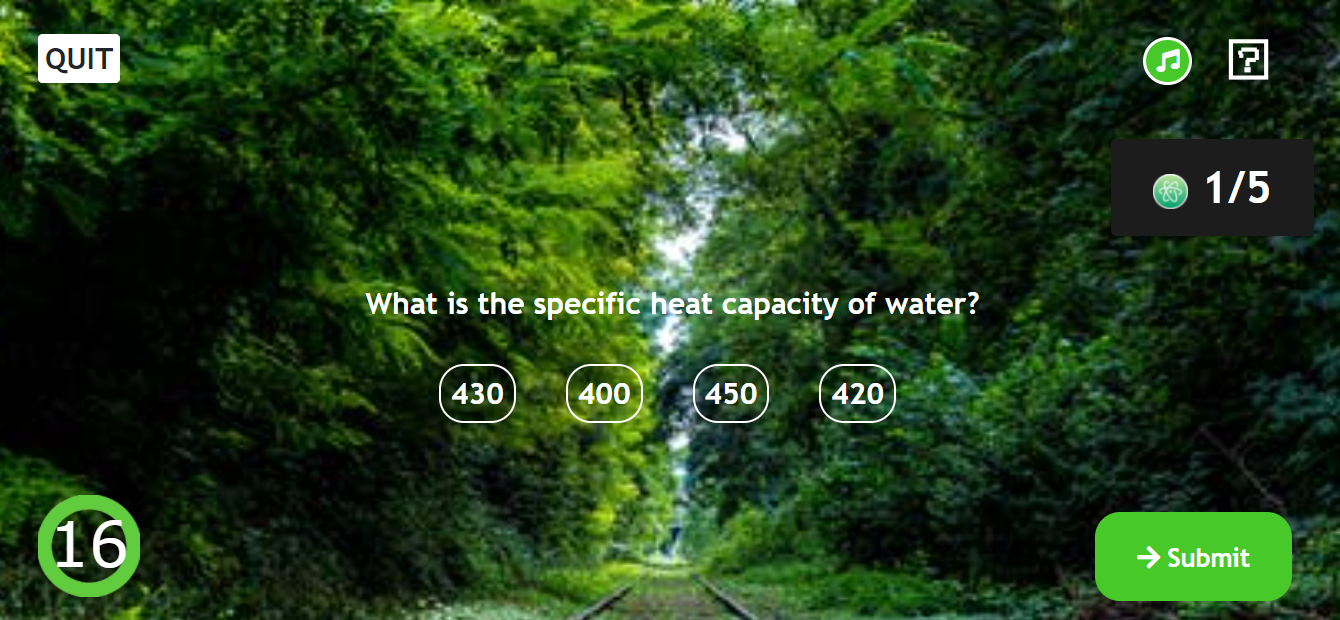 QUIT
1/5
What is the specific heat capacity of water?
430 400 450 420
16
Submit